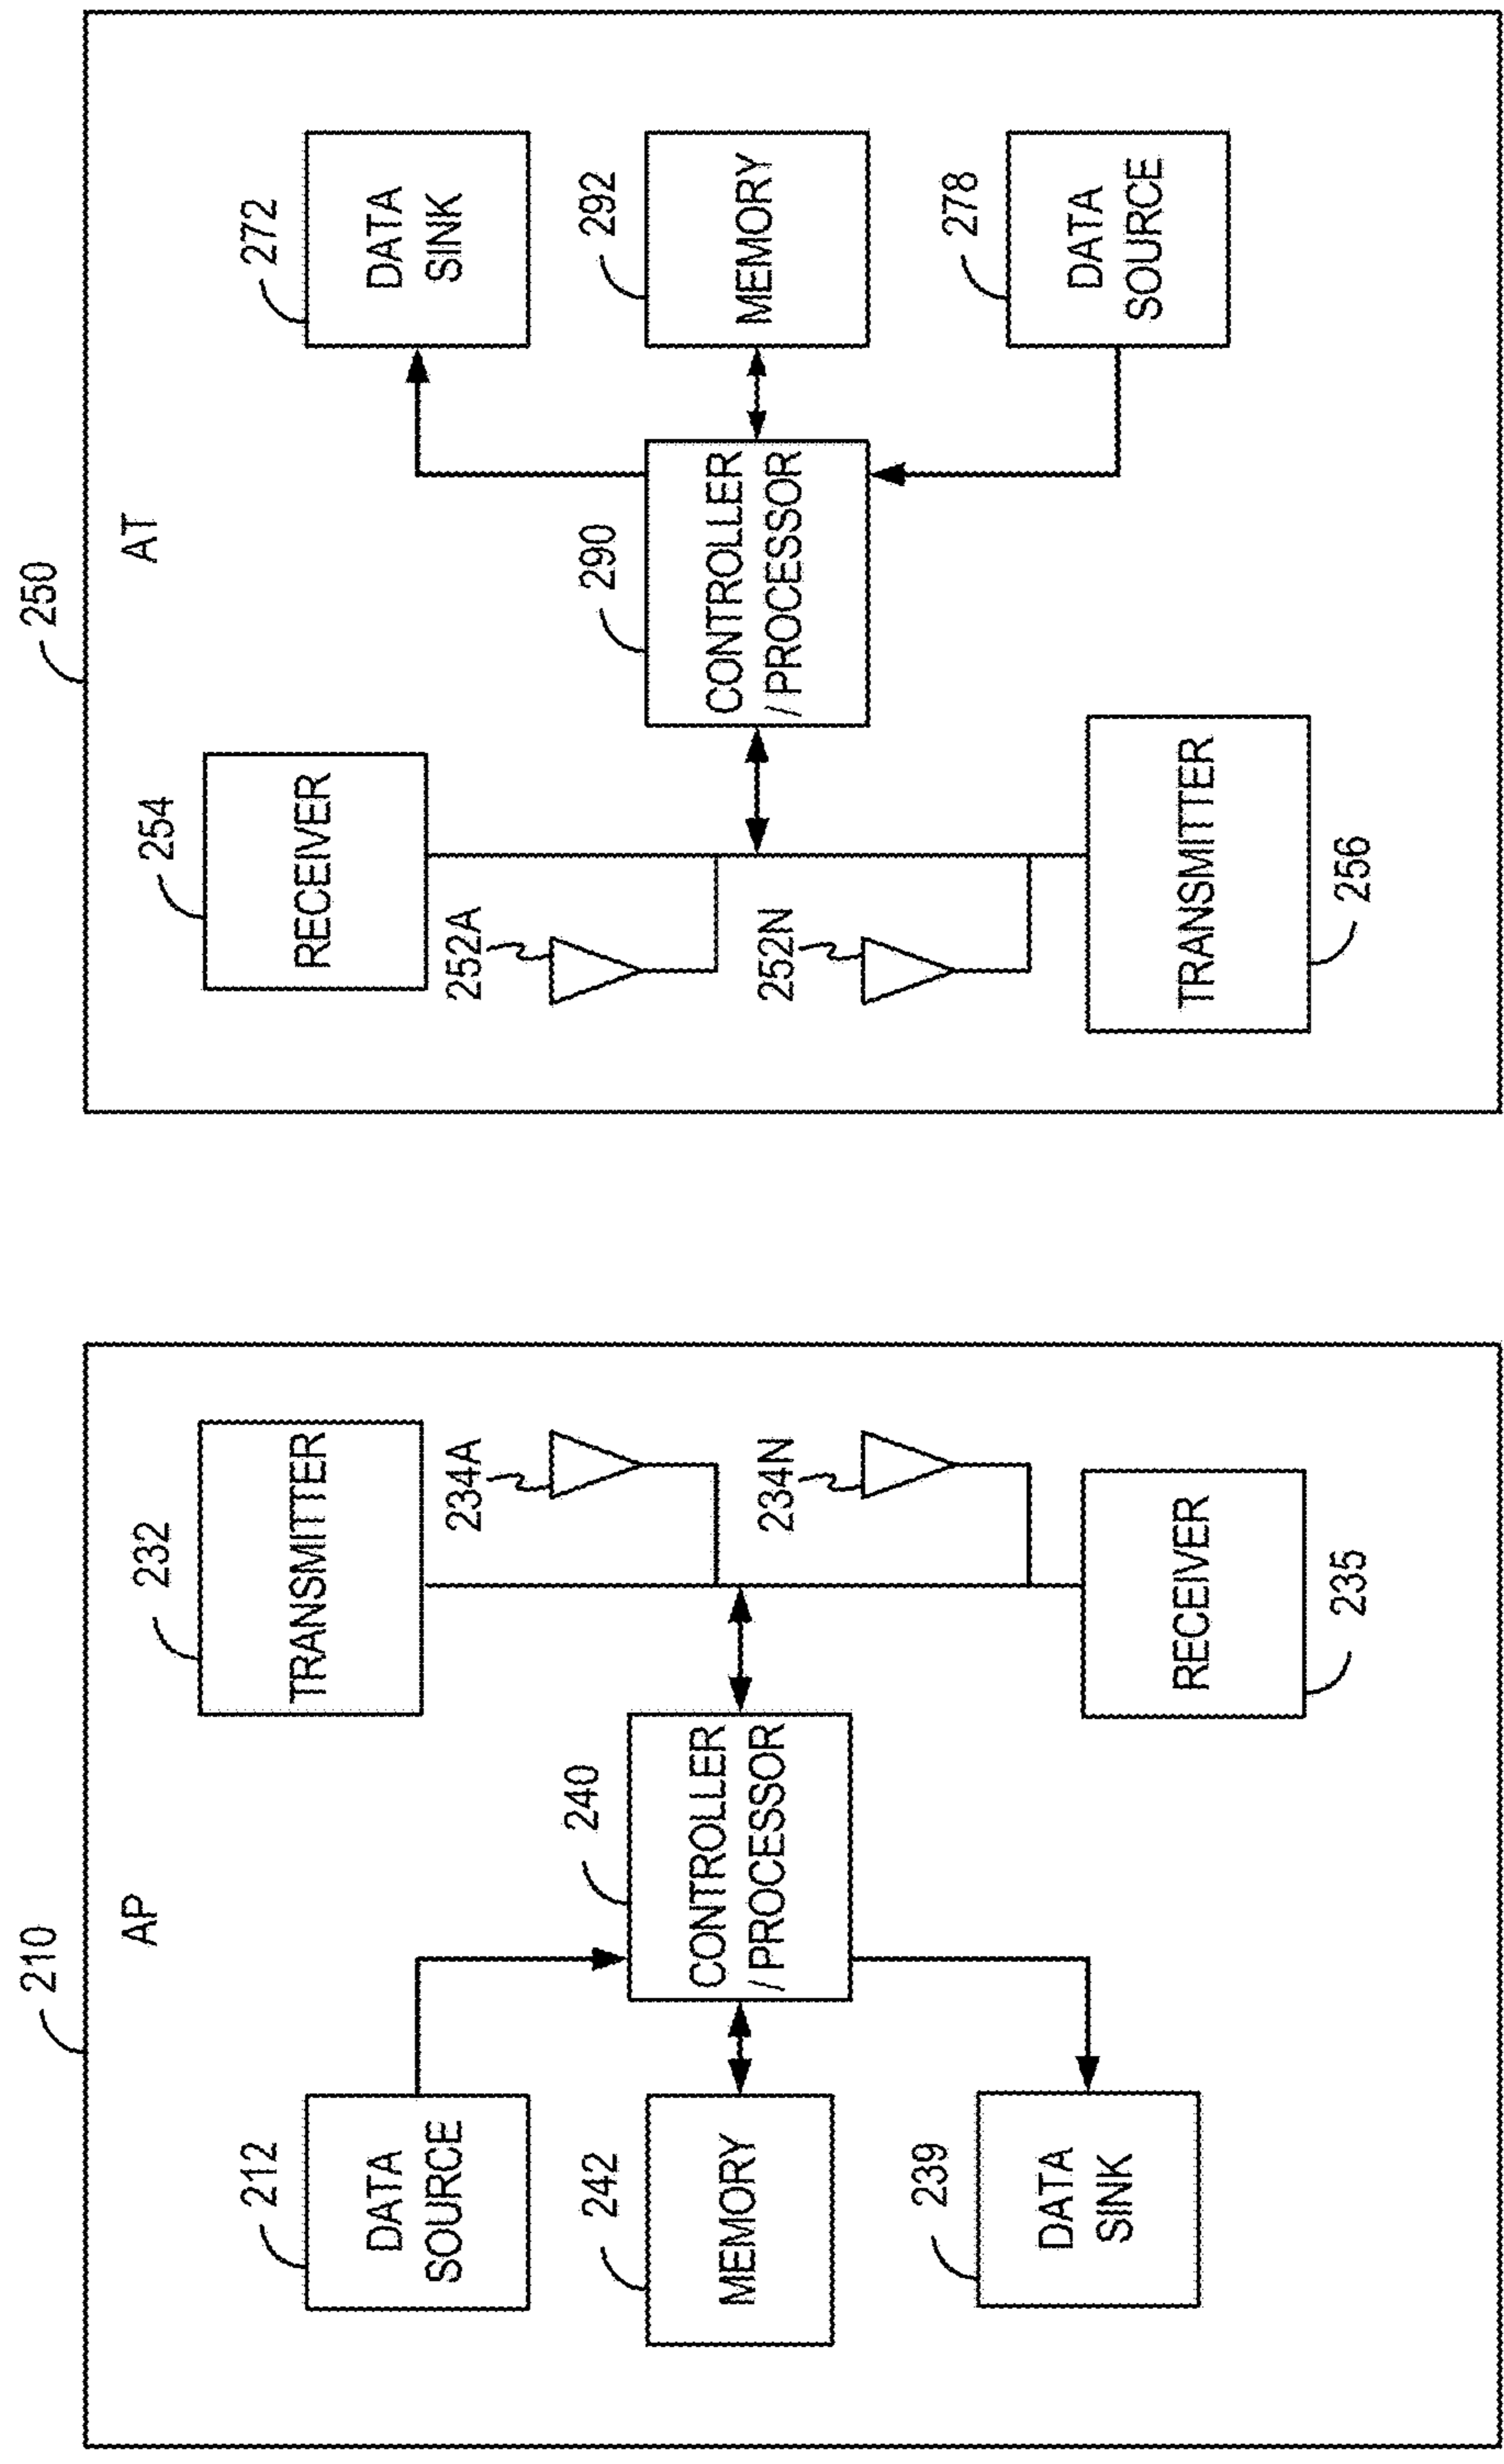 210
AP
212
DATA
SOURCE
242
MEMORY
239
DATA
SINK
240
CONTROLLER
/ PROCESSOR
232
TRANSMITTER
234A
234N
RECEIVER
235
250
AT
254
RECEIVER
252A
252N
TRANSMITTER
256
290
CONTROLLER
/ PROCESSOR
272
DATA
SINK
292
MEMORY
278
DATA
SOURCE